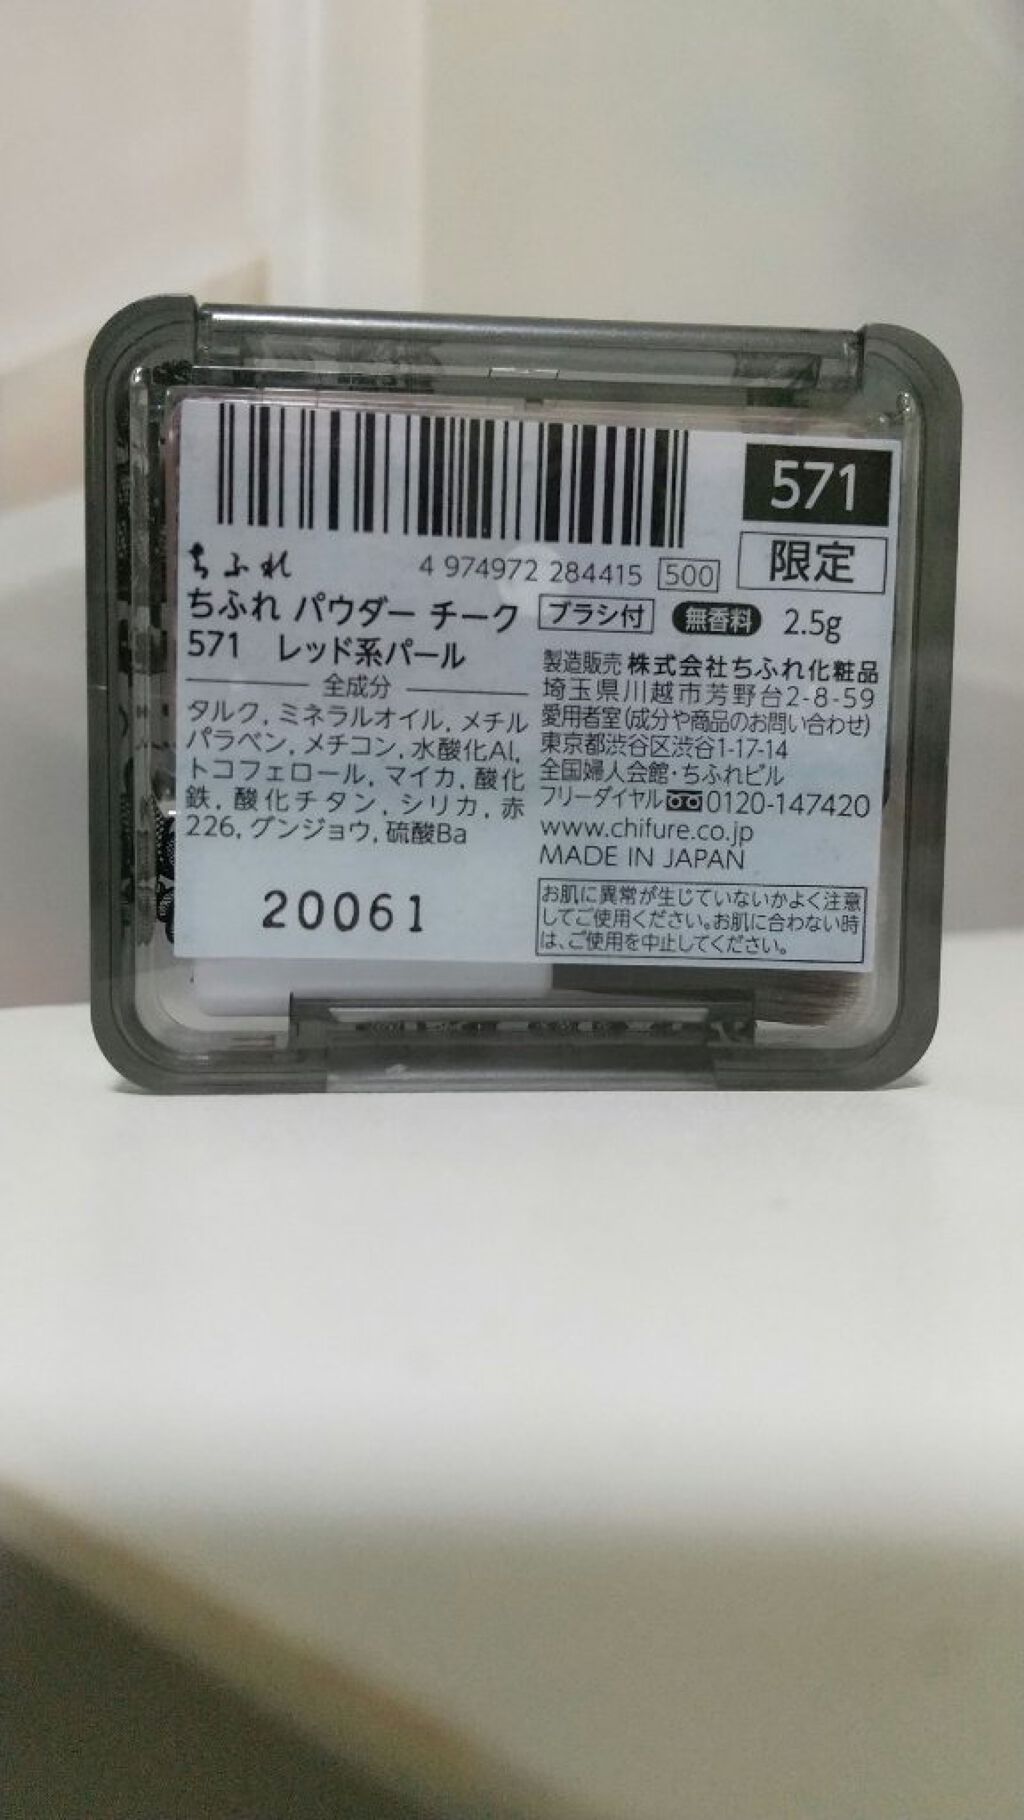 571
限定
ちふれ
4 974972 284415 500
ちふれ パウダー チーク
571 レッド系パール
ブラシ付 無香料 2.5g
全成分
タルク, ミネラルオイル, メチル
パラベン, メチコン, 水酸化Al,
トコフェロール, マイカ, 酸化
鉄, 酸化チタン, シリカ, 赤
226, グンジョウ, 硫酸Ba
20061
製造販売 株式会社ちふれ化粧品
埼玉県川越市芳野台2-8-59
愛用者室(成分や商品のお問い合わせ)
東京都渋谷区渋谷1-17-14
全国婦人会館・ちふれビル
フリーダイヤル 0120-147420
www.chifure.co.jp
MADE IN JAPAN
お肌に異常が生じていないかよく注意
してご使用ください。お肌に合わない時
は、ご使用を中止してください。